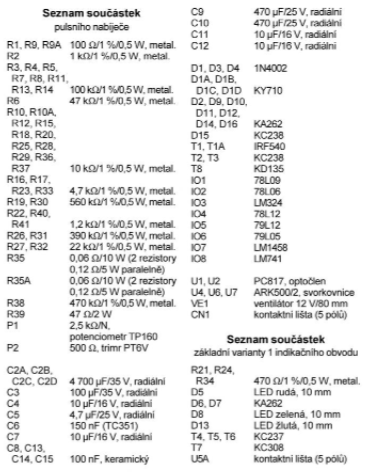 Seznam součástek
pulsního nabíječe
R1, R9, R9A 100 Ω/1 %/0,5 W, metal.
R2 1 kΩ/1 %/0,5 W, metal.
R3, R4, R5,
R7, R8, R11,
R13, R14 100 kΩ/1 %/0,5 W, metal.
R6 47 kΩ/1 %/0,5 W, metal.
R10, R10A,
R12, R15,
R18, R20,
R25, R28,
R29, R36,
R37 10 kΩ/1 %/0,5 W, metal.
R16, R17,
R23, R33 4,7 kΩ/1 %/0,5 W, metal.
R19, R30 560 kΩ/1 %/0,5 W, metal.
R22, R40,
R41 1,2 kΩ/1 %/0,5 W, metal.
R26, R31 390 kΩ/1 %/0,5 W, metal.
R27, R32 22 kΩ/1 %/0,5 W, metal.
R35 0,06 Ω/10 W (2 rezistory
0,12 Ω/5 W paralelně)
R35A 0,06 Ω/10 W (2 rezistory
0,12 Ω/5 W paralelně)
R38 470 kΩ/1 %/0,5 W, metal.
R39 47 Ω/2 W
P1 2,5 kΩ/N,
potenciometr TP160
P2 500 Ω, trimr PT6V
C2A, C2B,
C2C, C2D 4 700 µF/35 V, radiální
C3 100 µF/35 V, radiální
C4 10 µF/16 V, radiální
C5 4,7 µF/25 V, radiální
C6 150 nF (TC351)
C7 10 µF/16 V, radiální
C8, C13,
C14, C15 100 nF, keramický
C9 470 µF/25 V, radiální
C10 470 µF/25 V, radiální
C11 10 µF/16 V, radiální
C12 10 µF/16 V, radiální
D1, D3, D4 1N4002
D1A, D1B,
D1C, D1D KY710
D2, D9, D10,
D11, D12,
D14, D16 KA262
D15 KC238
T1, T1A IRF540
T2, T3 KC238
T8 KD135
IO1 78L09
IO2 78L06
IO3 LM324
IO4 78L12
IO5 79L12
IO6 79L05
IO7 LM1458
IO8 LM741
U1, U2 PC817, optočlen
U4, U6, U7 ARK500/2, svorkovnice
VE1 ventilátor 12 V/80 mm
CN1 kontaktní lišta (5 pólů)
Seznam součástek
základní varianty 1 indikačního obvodu
R21, R24,
R34 470 Ω/1 %/0,5 W, metal.
D5 LED rudá, 10 mm
D6, D7 KA262
D8 LED zelená, 10 mm
D13 LED žlutá, 10 mm
T4, T5, T6 KC237
T7 KC308
U5A kontaktní lišta (5 pólů)